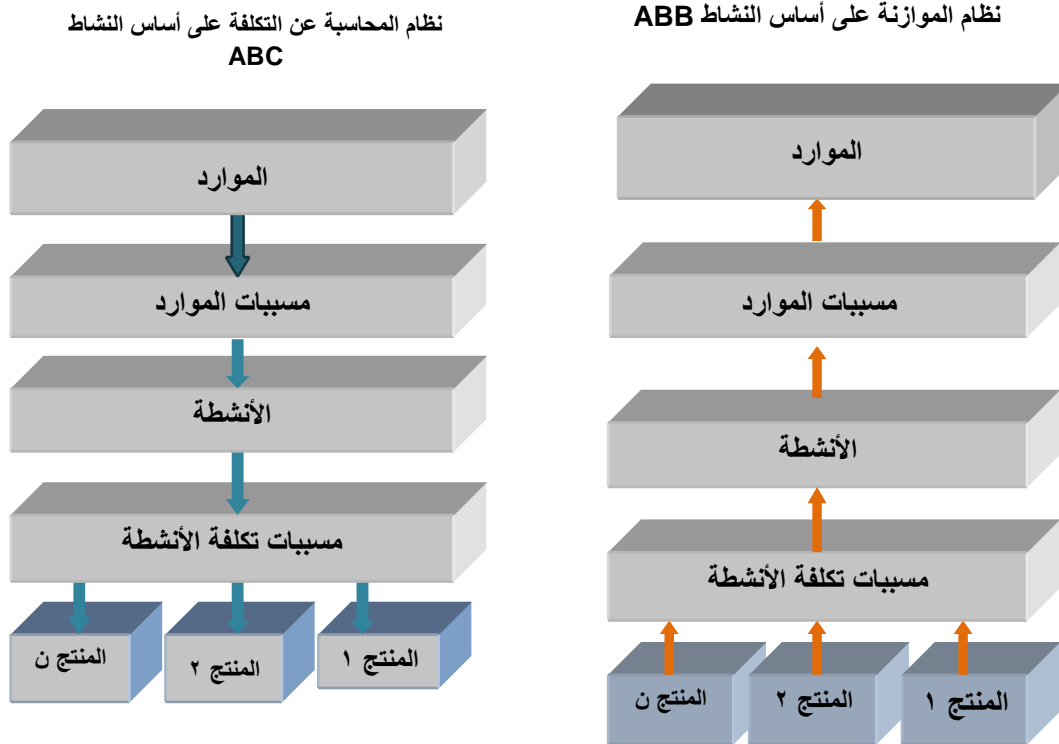 نظام الموازنة على أساس النشاط ABB
الموارد
مسببات الموارد
الأنشطة
مسببات تكلفة الأنشطة
المنتج ١
المنتج ٢
المنتج ن
نظام المحاسبة عن التكلفة على أساس النشاط
ABC
الموارد
مسببات الموارد
الأنشطة
مسببات تكلفة الأنشطة
المنتج ١
المنتج ٢
المنتج ن